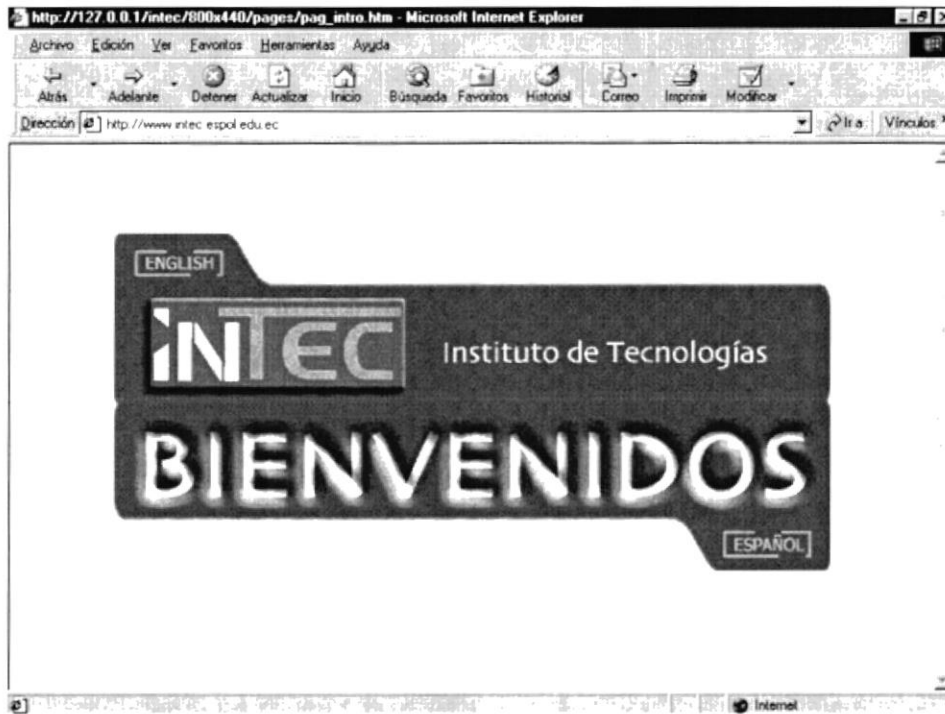 http://127.0.0.1/intec/800x440/pages/pag_intro.htm - Microsoft Internet Explorer
Archivo Edición Ver Favoritos Herramientas Ayuda
Atrás Adelante Detener Actualizar Inicio Búsqueda Favoritos Historial Correo Imprimir Modificar
Dirección http://www.intec.espol.edu.ec Ir a Vínculos
ENGLISH
INTEC Instituto de Tecnologías
BIENVENIDOS
ESPAÑOL
Internet